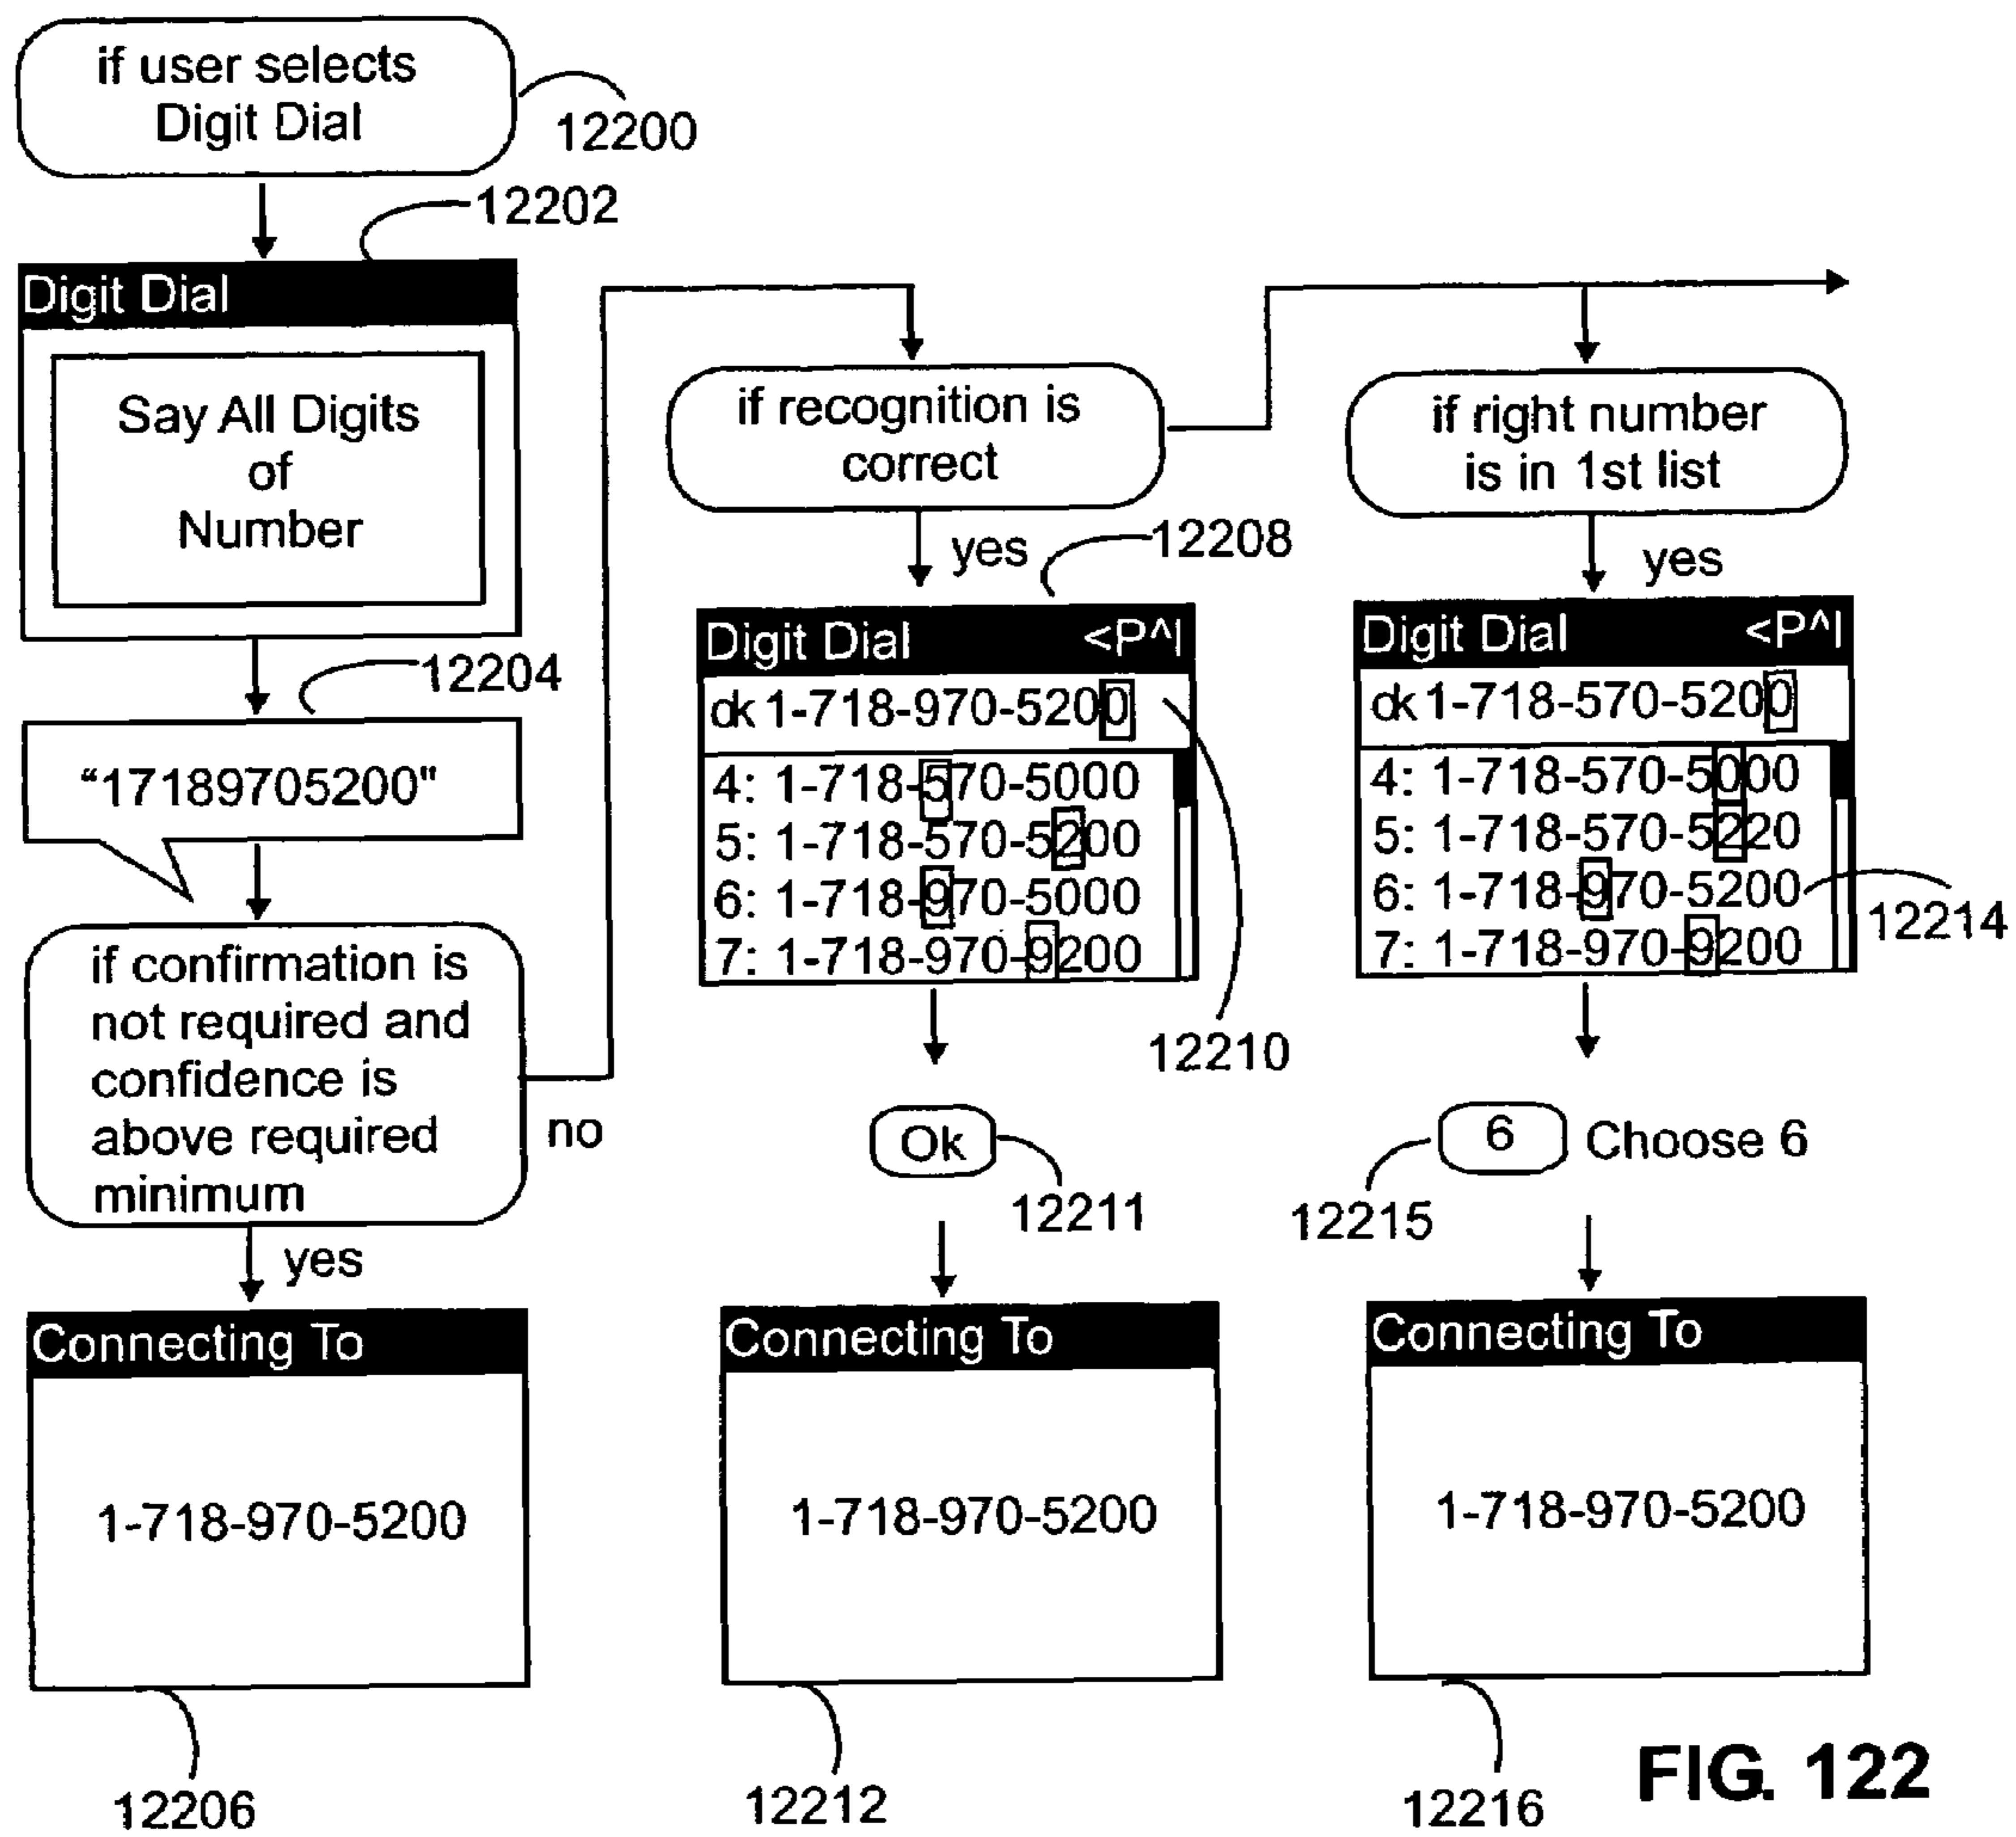 if user selects
Digit Dial
12200
12202
Digit Dial
Say All Digits
of
Number
12204
“17189705200"
if confirmation is
not required and
confidence is
above required
minimum
no
yes
Connecting To
1-718-970-5200
12206
if recognition is
correct
yes
12208
Digit Dial <P^l
ok 1-718-970-5200
4: 1-718-570-5000
5: 1-718-570-5200
6: 1-718-970-5000
7: 1-718-970-9200
12210
Ok
12211
Connecting To
1-718-970-5200
12212
if right number
is in 1st list
yes
Digit Dial <P^l
ok 1-718-570-5200
4: 1-718-570-5000
5: 1-718-570-5220
6: 1-718-970-5200
7: 1-718-970-9200
12214
6 Choose 6
12215
Connecting To
1-718-970-5200
12216
FIG. 122